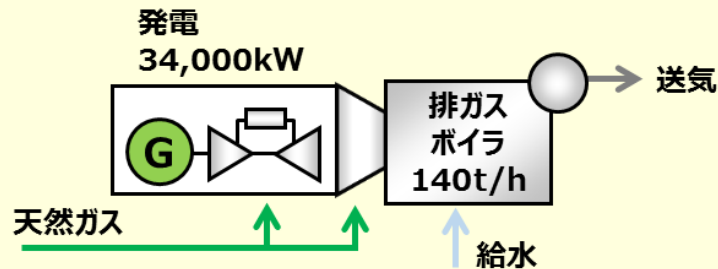 発電
34,000kW
送気
排ガス
ボイラ
140t/h
G
天然ガス
給水